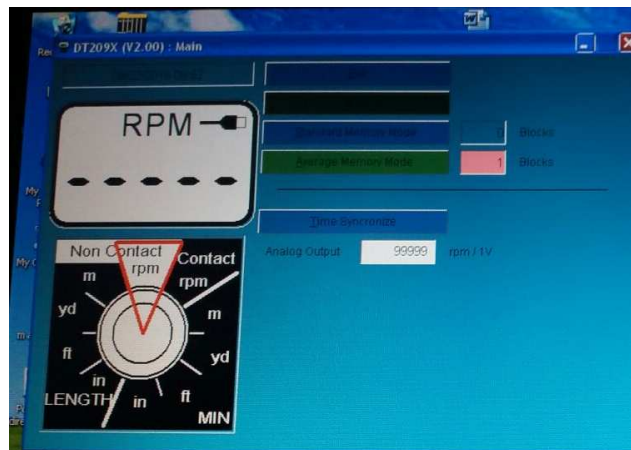 DT209X (V2.00) : Main
RPM
- - - - -
Standard Memory Mode 0 Blocks
Average Memory Mode 1 Blocks
Time Syncronize
Analog Output 99999 rpm / 1V
Non Contact Contact
rpm rpm
m m
yd yd
ft ft
in in
LENGTH MIN